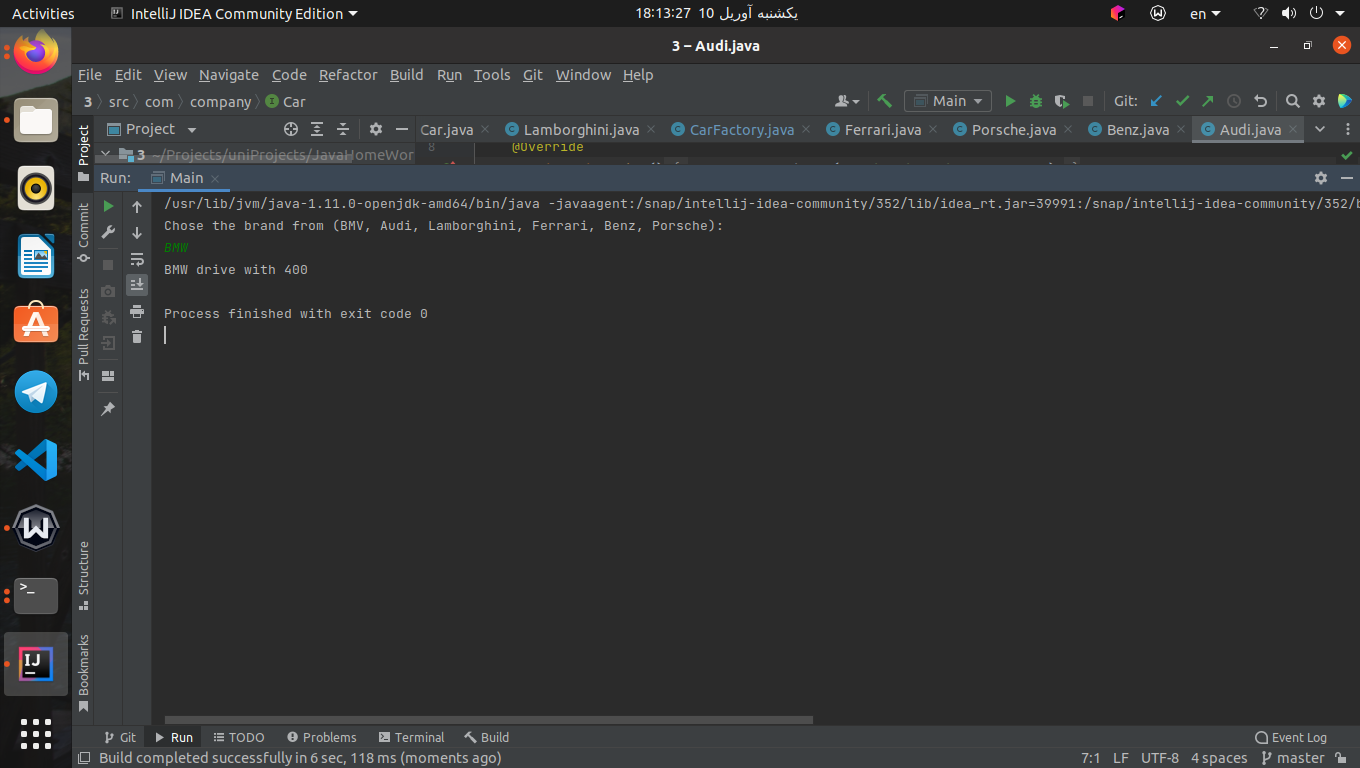 Activities
IntelliJ IDEA Community Edition
18:13:27 یکشنبه آوریل 10
en
3 – Audi.java
File Edit View Navigate Code Refactor Build Run Tools Git Window Help
3 src com company Car
Main
Git:
Project
Car.java
Lamborghini.java
CarFactory.java
Ferrari.java
Porsche.java
Benz.java
Audi.java
3 ~/Projects/uniProjects/JavaHomeWor
8 @Override
Run: Main
/usr/lib/jvm/java-1.11.0-openjdk-amd64/bin/java -javaagent:/snap/intellij-idea-community/352/lib/idea_rt.jar=39991:/snap/intellij-idea-community/352/b
Chose the brand from (BMV, Audi, Lamborghini, Ferrari, Benz, Porsche):
BMW
BMW drive with 400
Process finished with exit code 0
Project
Commit
Pull Requests
Structure
Bookmarks
Git Run TODO Problems Terminal Build Event Log
Build completed successfully in 6 sec, 118 ms (moments ago) 7:1 LF UTF-8 4 spaces master